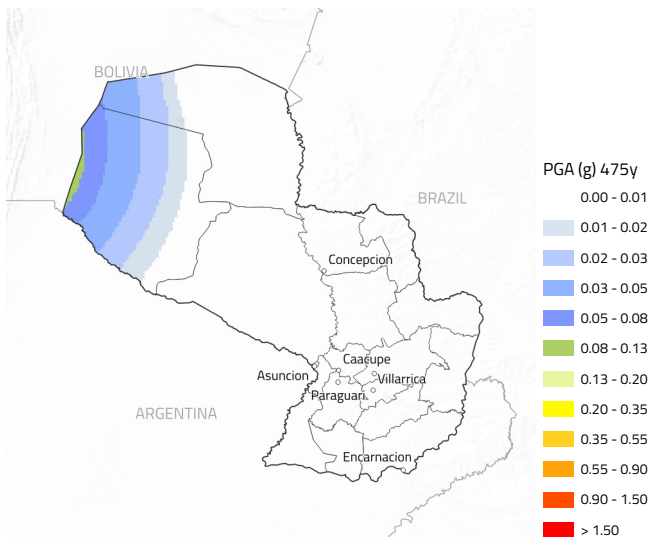 BOLIVIA
BRAZIL
Concepcion
Caacupe
Asuncion
Villarrica
Paraguari
ARGENTINA
Encarnacion
PGA (g) 475y
0.00 - 0.01
0.01 - 0.02
0.02 - 0.03
0.03 - 0.05
0.05 - 0.08
0.08 - 0.13
0.13 - 0.20
0.20 - 0.35
0.35 - 0.55
0.55 - 0.90
0.90 - 1.50
> 1.50